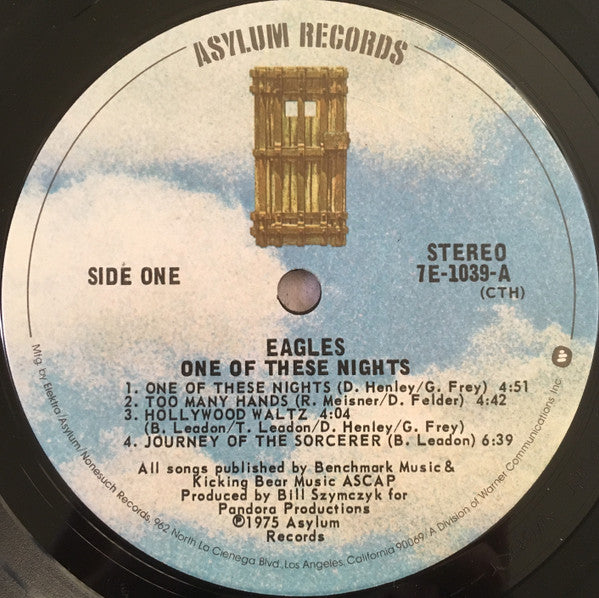 ASYLUM RECORDS
SIDE ONE
STEREO
7E-1039-A
(CTH)
EAGLES
ONE OF THESE NIGHTS
1. ONE OF THESE NIGHTS (D. Henley/G. Frey) 4:51
2. TOO MANY HANDS (R. Meisner/D. Felder) 4:42
3. HOLLYWOOD WALTZ 4:04
(B. Leadon/T. Leadon/D. Henley/G. Frey)
4. JOURNEY OF THE SORCERER (B. Leadon) 6:39
All songs published by Benchmark Music &
Kicking Bear Music ASCAP
Produced by Bill Szymczyk for
Pandora Productions
℗1975 Asylum
Records
Mfg. by Elektra/Asylum/Nonesuch Records, 962 North La Cienega Blvd., Los Angeles, California 90069. A Division of Warner Communications Inc.